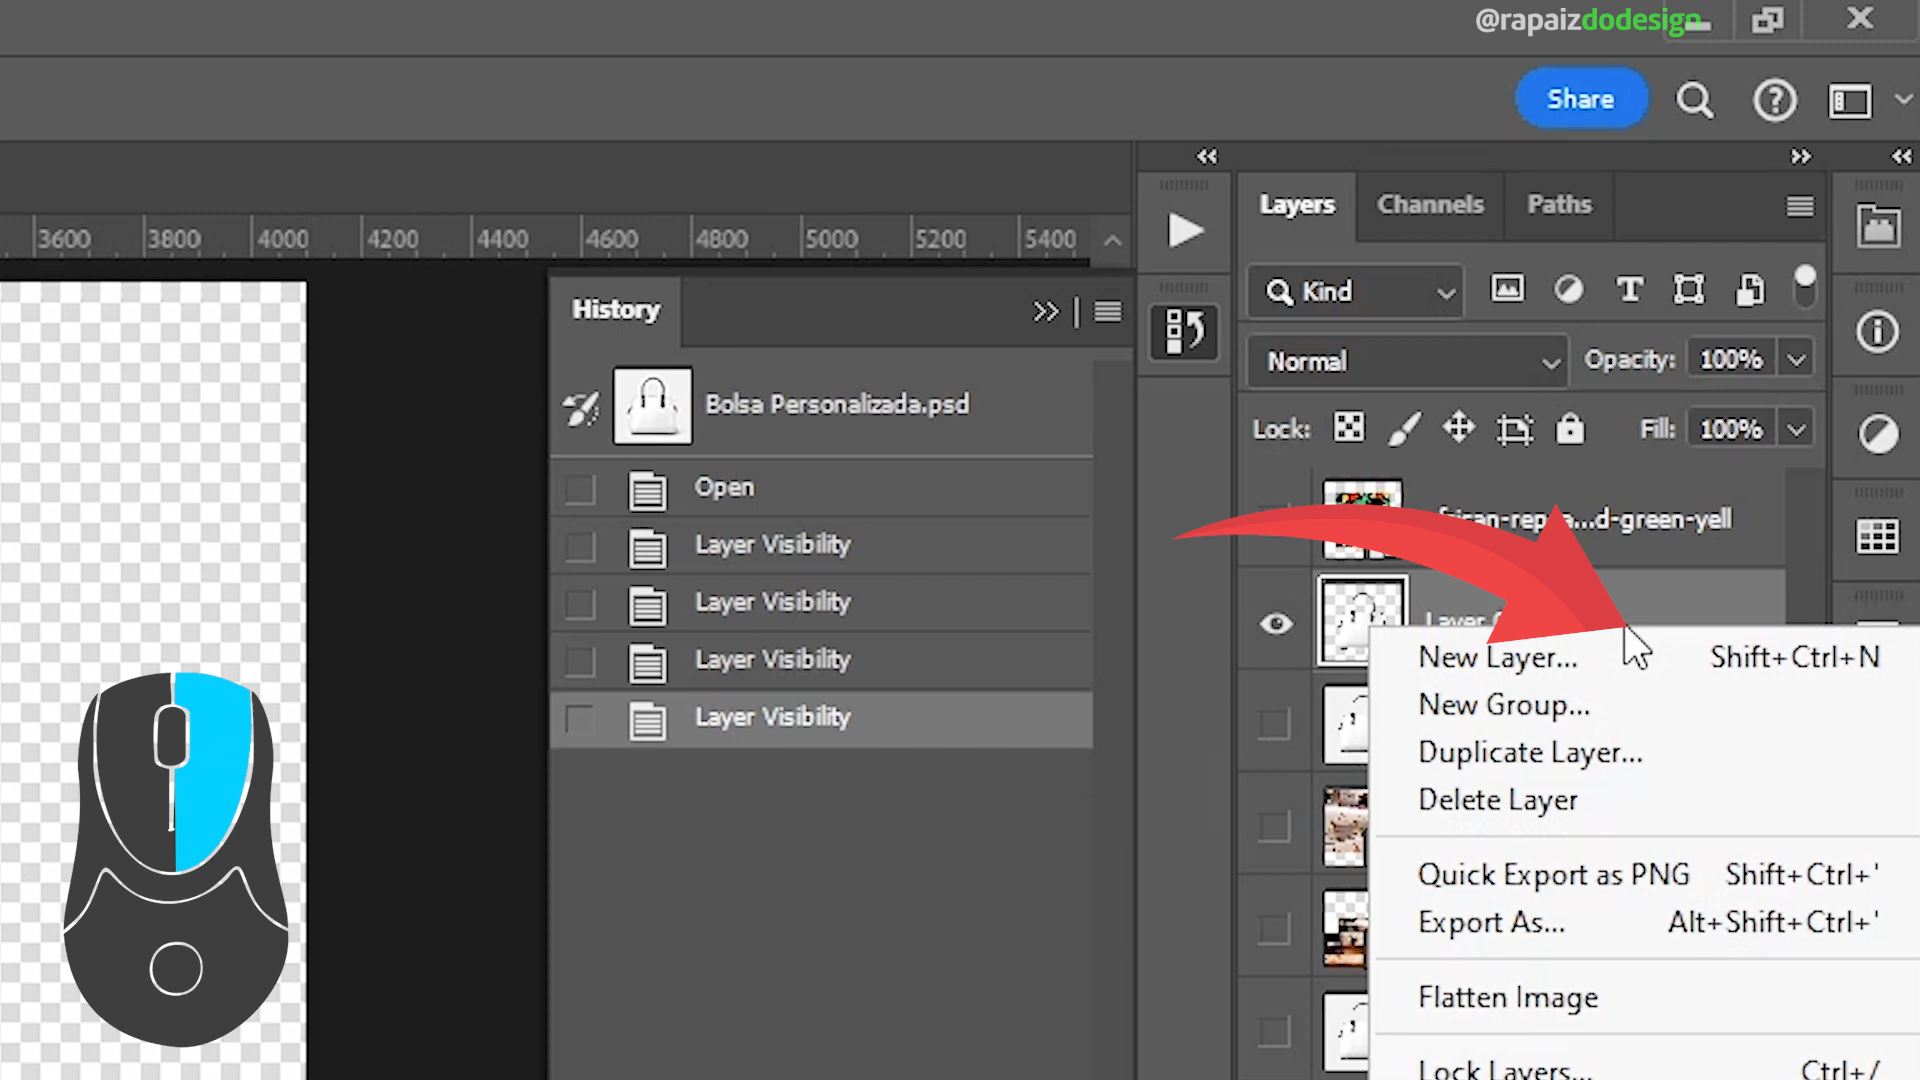 @rapaizdodesign
Share
3600 3800 4000 4200 4400 4600 4800 5000 5200 5400
Layers Channels Paths
History
Kind
Bolsa Personalizada.psd
Normal Opacity: 100%
Lock: Fill: 100%
Open
Layer Visibility
Layer Visibility
Layer Visibility
Layer Visibility
a...d-green-yell
Layer
New Layer... Shift+Ctrl+N
New Group...
Duplicate Layer...
Delete Layer
Quick Export as PNG Shift+Ctrl+'
Export As... Alt+Shift+Ctrl+'
Flatten Image
Lock Layers... Ctrl+/